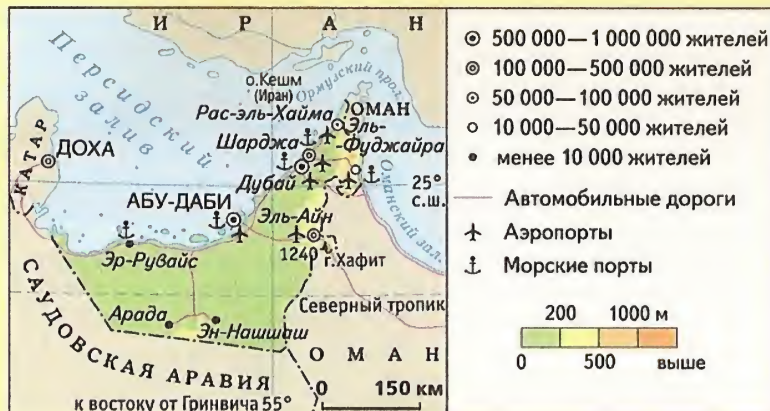 И Р А Н
Персидский
залив
о.Кешм
(Иран)
Ормузский прол.
Рас-эль-Хайма
ОМАН
Эль-
-Фуджайра
Шарджа
КАТАР
ДОХА
Дубай
25°
с.ш.
Оманский зал.
АБУ-ДАБИ
Эль-Айн
Эр-Рувайс
1240
г.Хафит
Северный тропик
Арада
Эн-Нашшаш
САУДОВСКАЯ АРАВИЯ
ОМАН
к востоку от Гринвича 55°
0 150 км
500 000—1 000 000 жителей
100 000—500 000 жителей
50 000—100 000 жителей
10 000—50 000 жителей
менее 10 000 жителей
Автомобильные дороги
Аэропорты
Морские порты
200 1000 м
0 500 выше